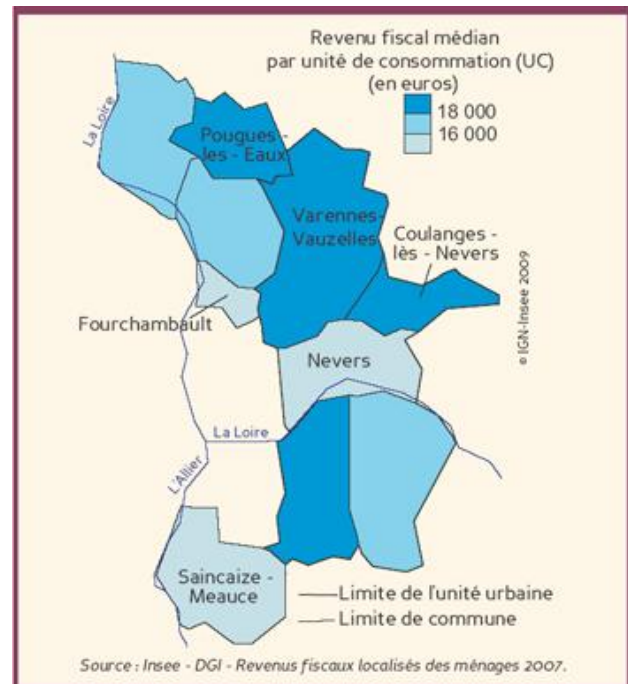 Revenu fiscal médian
par unité de consommation (UC)
(en euros)
18 000
16 000
La Loire
Pougues -
les - Eaux
Varennes-
Vauzelles
Coulanges -
lès - Nevers
© IGN-Insee 2009
Fourchambault
Nevers
La Loire
L'Allier
Saincaize -
Meauce
Limite de l'unité urbaine
Limite de commune
Source : Insee - DGI - Revenus fiscaux localisés des ménages 2007.